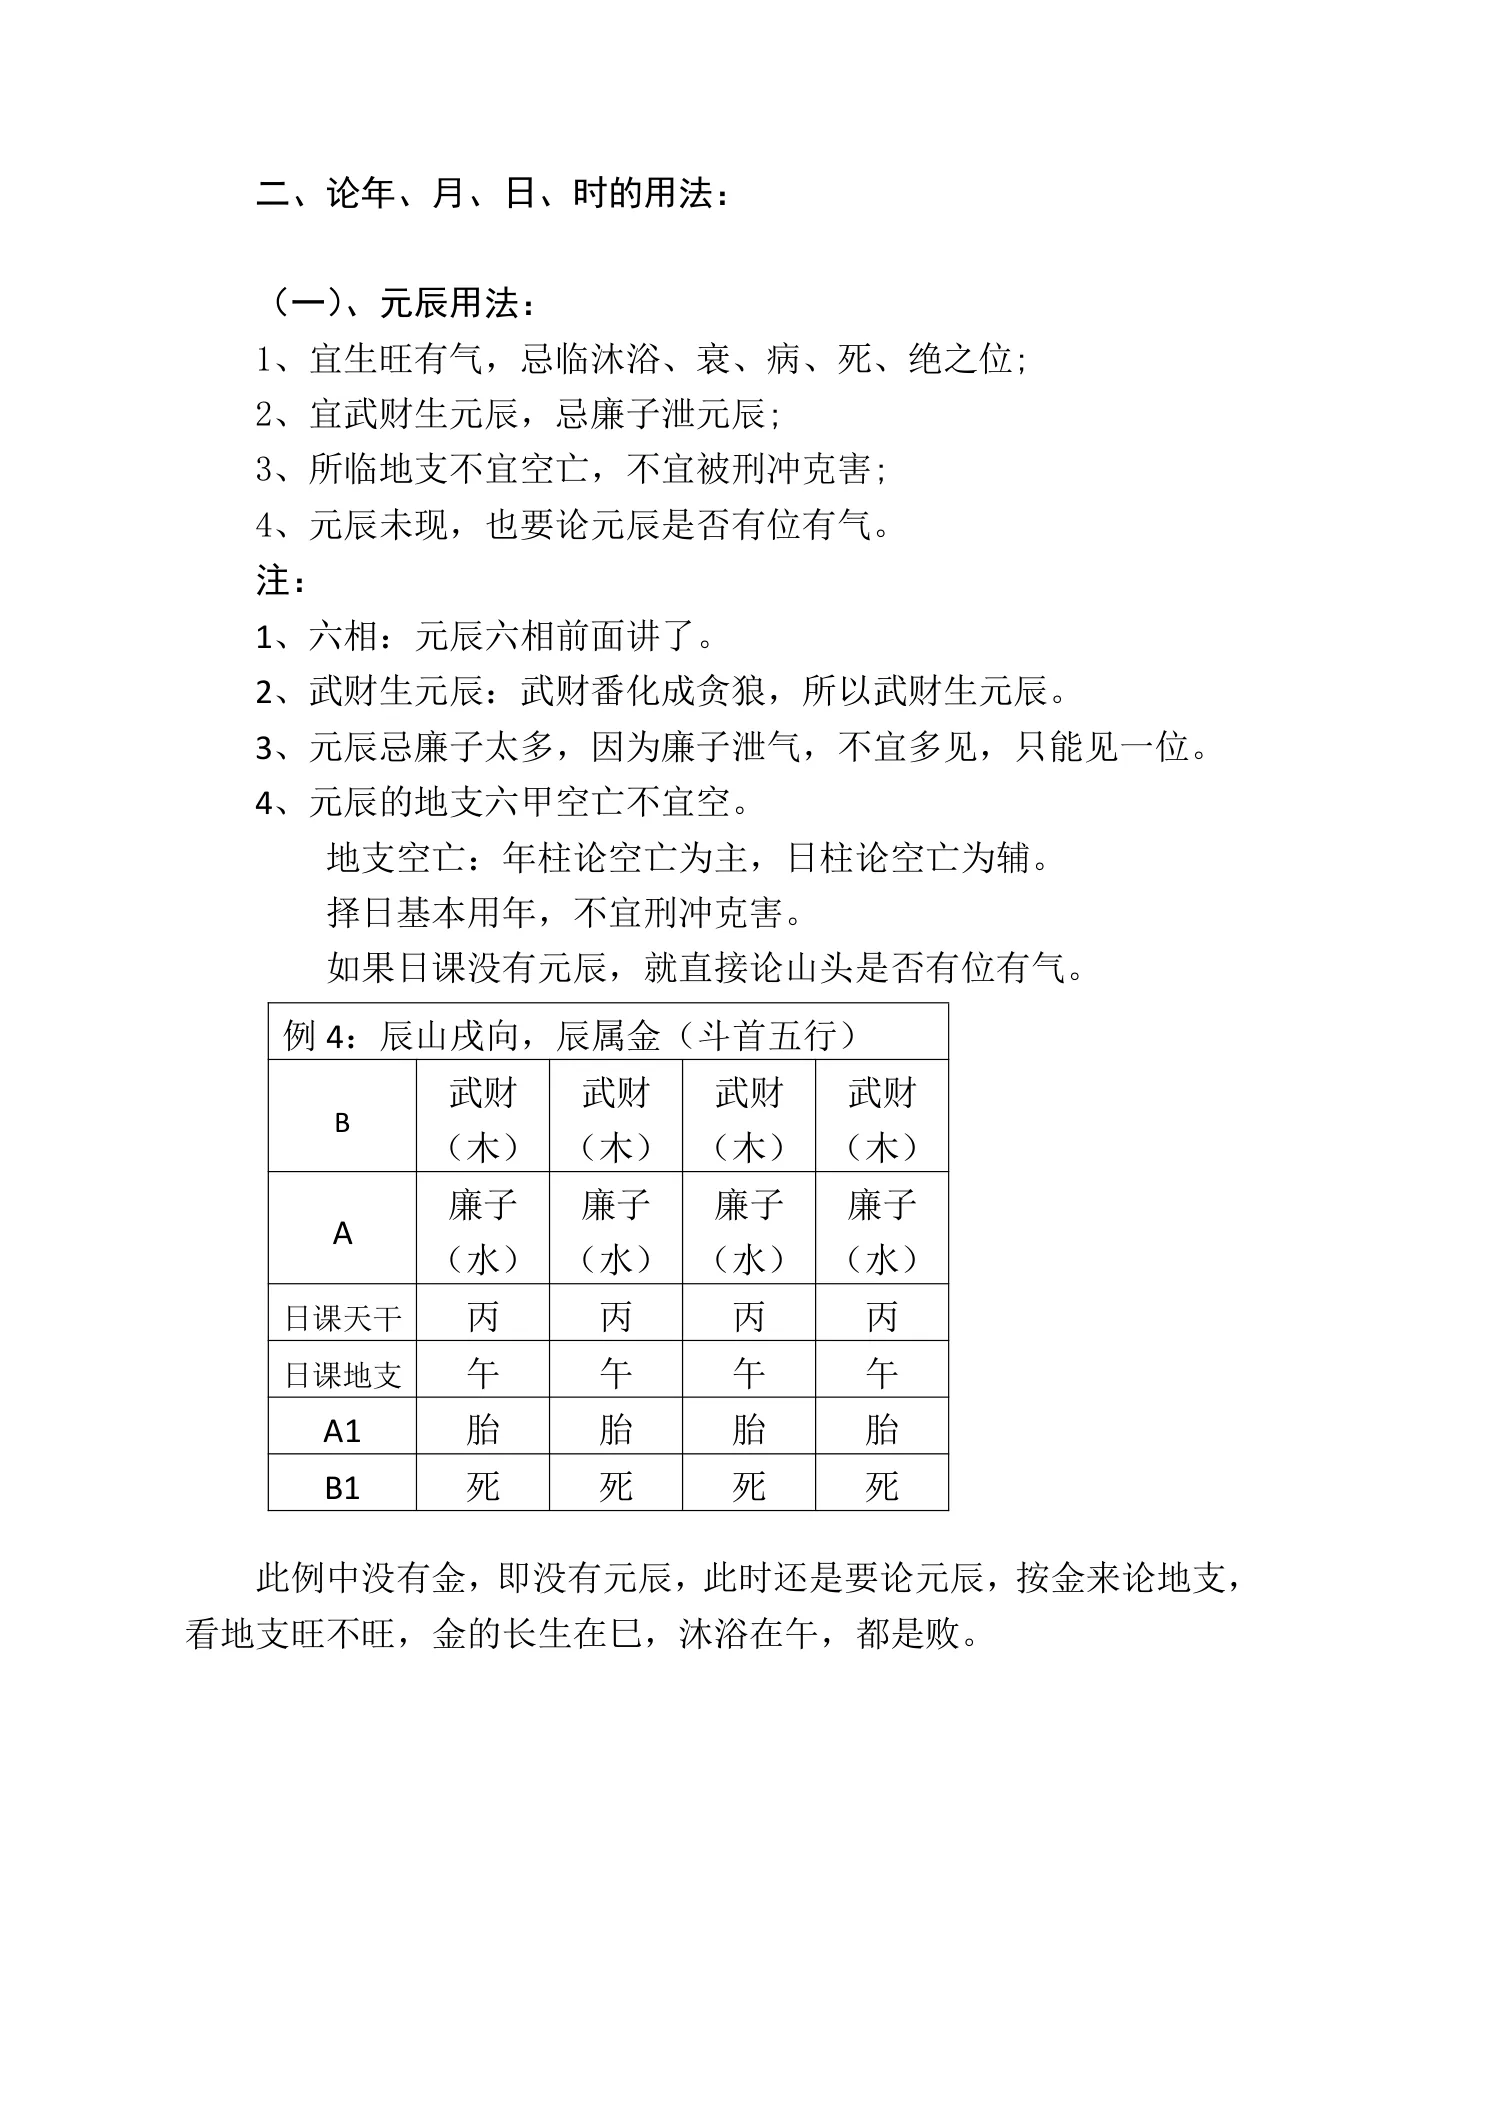 二、论年、月、日、时的用法：
（一）、元辰用法：
1、宜生旺有气，忌临沐浴、衰、病、死、绝之位；
2、宜武财生元辰，忌廉子泄元辰；
3、所临地支不宜空亡，不宜被刑冲克害；
4、元辰未现，也要论元辰是否有位有气。
注：
1、六相：元辰六相前面讲了。
2、武财生元辰：武财番化成贪狼，所以武财生元辰。
3、元辰忌廉子太多，因为廉子泄气，不宜多见，只能见一位。
4、元辰的地支六甲空亡不宜空。
地支空亡：年柱论空亡为主，日柱论空亡为辅。
择日基本用年，不宜刑冲克害。
如果日课没有元辰，就直接论山头是否有位有气。
例 4：辰山戌向，辰属金（斗首五行）
B 武财（木） 武财（木） 武财（木） 武财（木）
A 廉子（水） 廉子（水） 廉子（水） 廉子（水）
日课天干 丙 丙 丙 丙
日课地支 午 午 午 午
A1 胎 胎 胎 胎
B1 死 死 死 死
此例中没有金，即没有元辰，此时还是要论元辰，按金来论地支，
看地支旺不旺，金的长生在巳，沐浴在午，都是败。